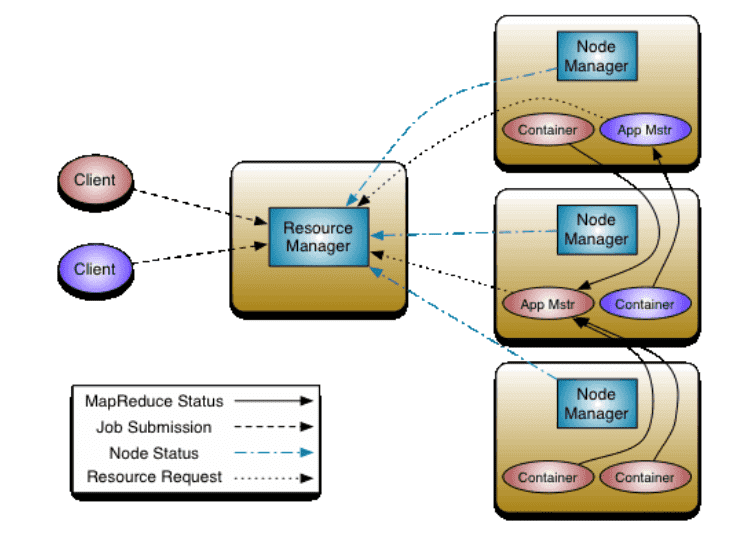 Client
Client
Resource
Manager
Node
Manager
Container
App Mstr
Node
Manager
App Mstr
Container
Node
Manager
Container
Container
MapReduce Status
Job Submission
Node Status
Resource Request